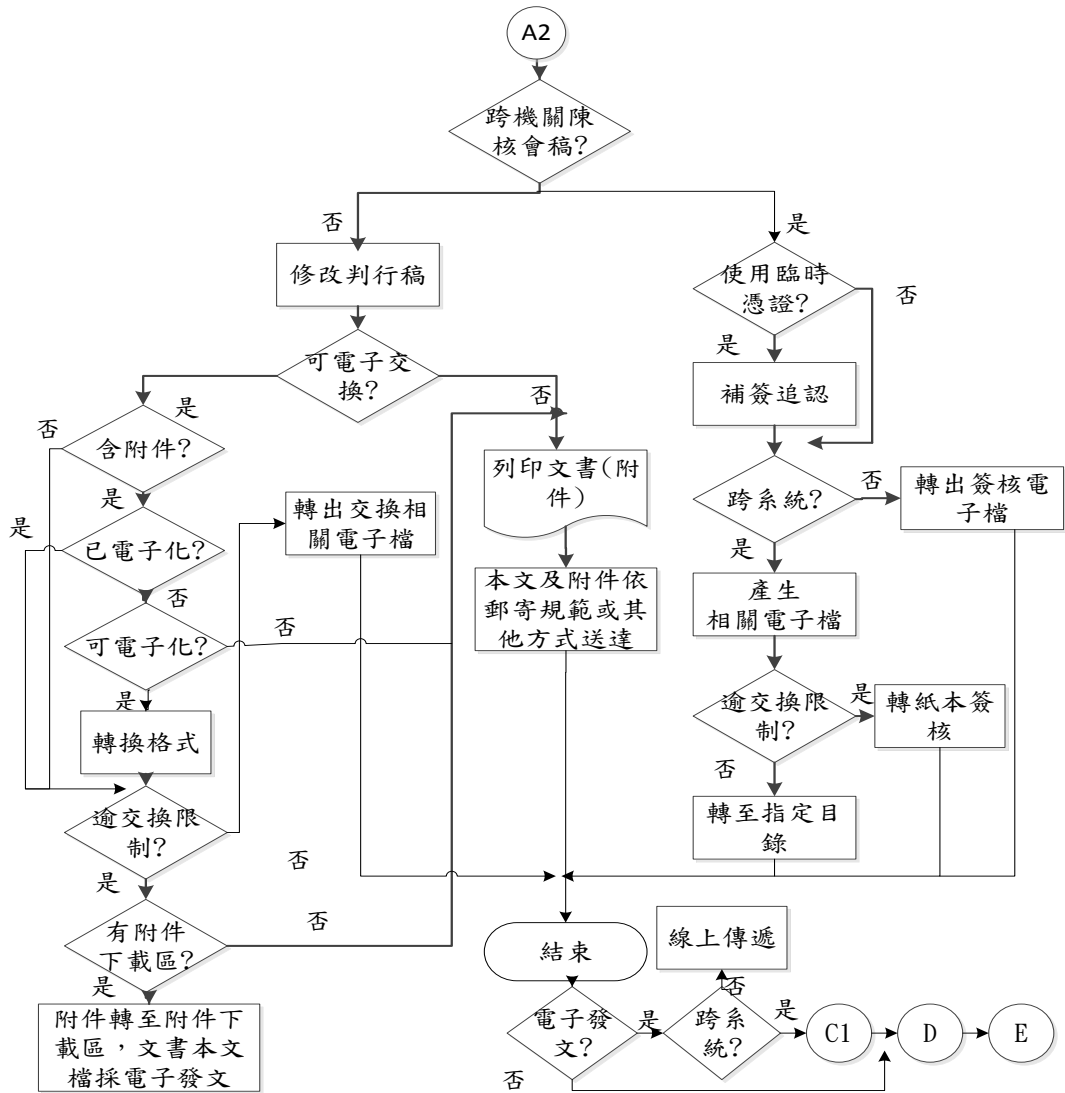 A2
跨機關陳
核會稿?
否
是
修改判行稿
使用臨時
憑證?
否
是
可電子交
換?
補簽追認
否
是
否
含附件?
列印文書(附
件)
跨系統?
否
轉出簽核電
子檔
是
是
轉出交換相
關電子檔
已電子化?
是
否
本文及附件依
郵寄規範或其
他方式送達
產生
相關電子檔
可電子化?
否
是
轉換格式
逾交換限
制?
是
轉紙本簽
核
否
逾交換限
制?
轉至指定目
錄
否
是
有附件
下載區?
否
是
結束
線上傳遞
附件轉至附件下
載區，文書本文
檔採電子發文
電子發
文?
是
跨系
統?
否
是
C1
D
E
否